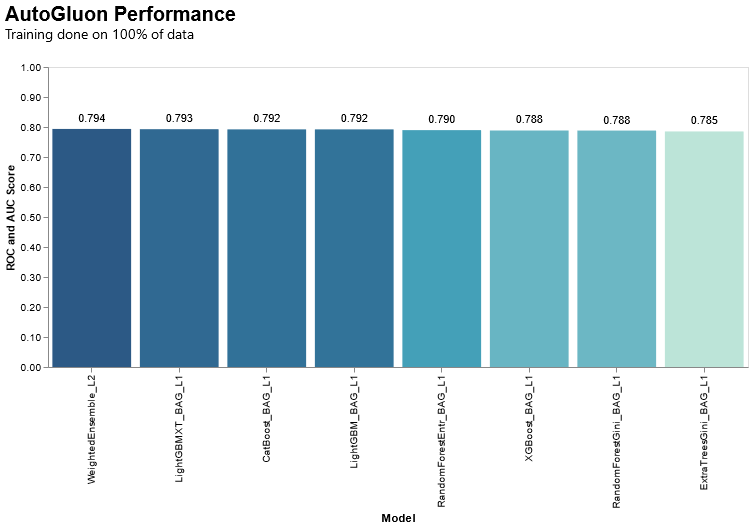 AutoGluon Performance
Training done on 100% of data
1.00
0.90
0.80
0.70
0.60
0.50
0.40
0.30
0.20
0.10
0.00
ROC and AUC Score
0.794
0.793
0.792
0.792
0.790
0.788
0.788
0.785
WeightedEnsemble_L2
LightGBMXT_BAG_L1
CatBoost_BAG_L1
LightGBM_BAG_L1
RandomForestEntr_BAG_L1
XGBoost_BAG_L1
RandomForestGini_BAG_L1
ExtraTreesGini_BAG_L1
Model